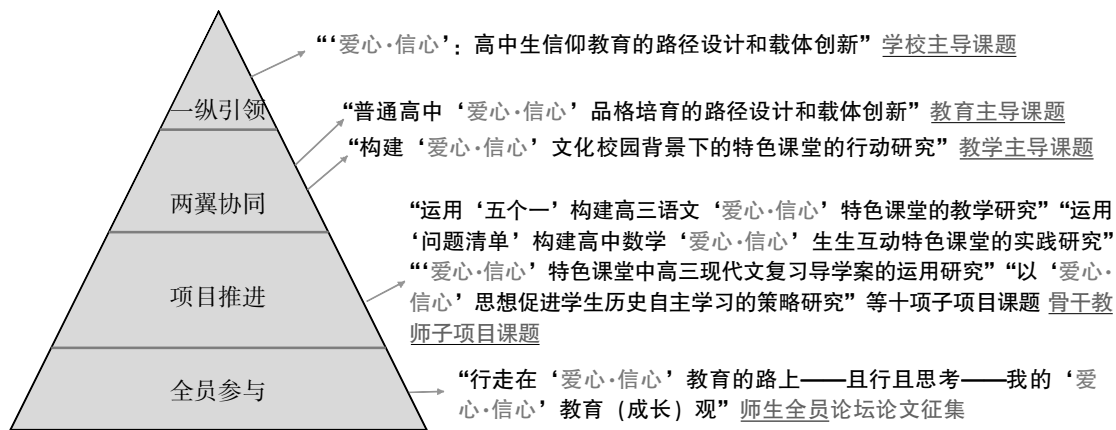 “‘爱心·信心’：高中生信仰教育的路径设计和载体创新” 学校主导课题
一纵引领
“普通高中‘爱心·信心’品格培育的路径设计和载体创新” 教育主导课题
“构建‘爱心·信心’文化校园背景下的特色课堂的行动研究” 教学主导课题
两翼协同
“运用‘五个一’构建高三语文‘爱心·信心’特色课堂的教学研究”“运用
‘问题清单’构建高中数学‘爱心·信心’生生互动特色课堂的实践研究”
“‘爱心·信心’特色课堂中高三现代文复习导学案的运用研究”“以‘爱心·
信心’思想促进学生历史自主学习的策略研究”等十项子项目课题 骨干教
师子项目课题
项目推进
“行走在‘爱心·信心’教育的路上——且行且思考——我的‘爱
心·信心’教育（成长）观” 师生全员论坛论文征集
全员参与